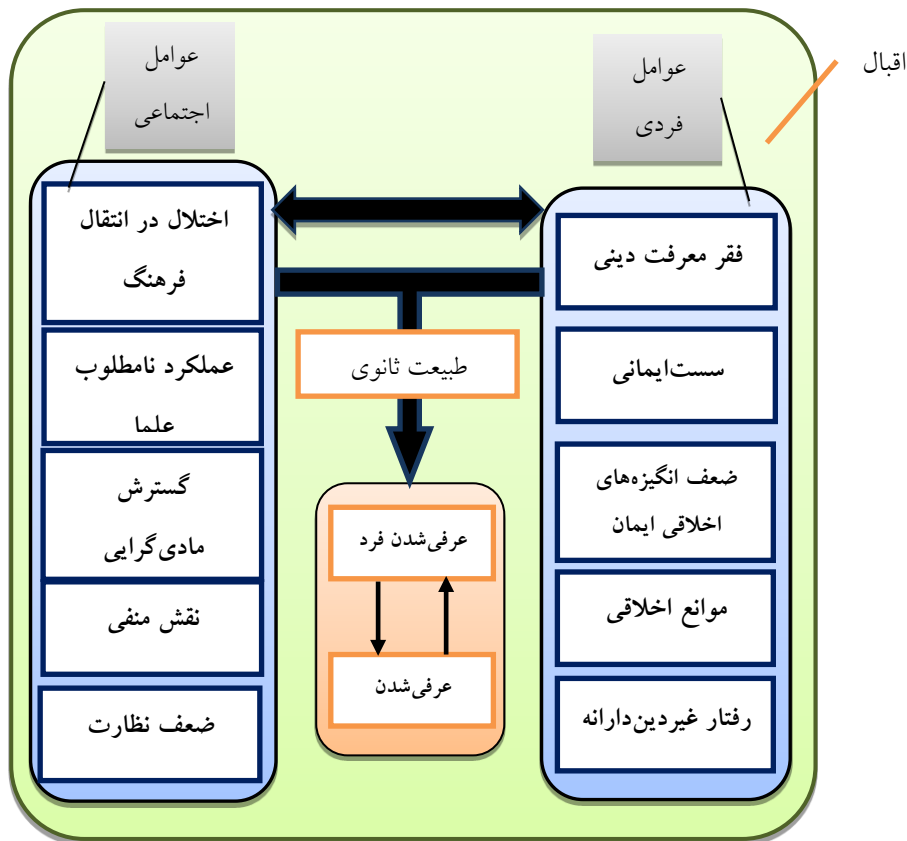 اقبال
عوامل
فردی
فقر معرفت دینی
سست‌ایمانی
ضعف انگیزه‌های
اخلاقی ایمان
موانع اخلاقی
رفتار غیردین‌دارانه
طبیعت ثانوی
عرفی‌شدن فرد
عرفی‌شدن
عوامل
اجتماعی
اختلال در انتقال
فرهنگ
عملکرد نامطلوب
علما
گسترش
مادی‌گرایی
نقش منفی
ضعف نظارت